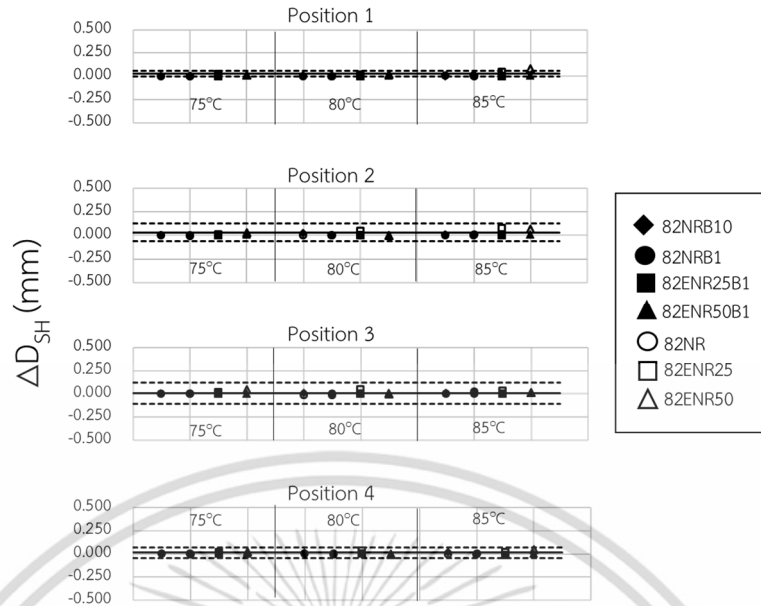 Position 1
0.500
0.250
0.000
-0.250
-0.500
75°C 80°C 85°C
Position 2
0.500
0.250
0.000
-0.250
-0.500
75°C 80°C 85°C
Position 3
0.500
0.250
0.000
-0.250
-0.500
75°C 80°C 85°C
Position 4
0.500
0.250
0.000
-0.250
-0.500
75°C 80°C 85°C
ΔD_SH (mm)
82NRB10
82NRB1
82ENR25B1
82ENR50B1
82NR
82ENR25
82ENR50